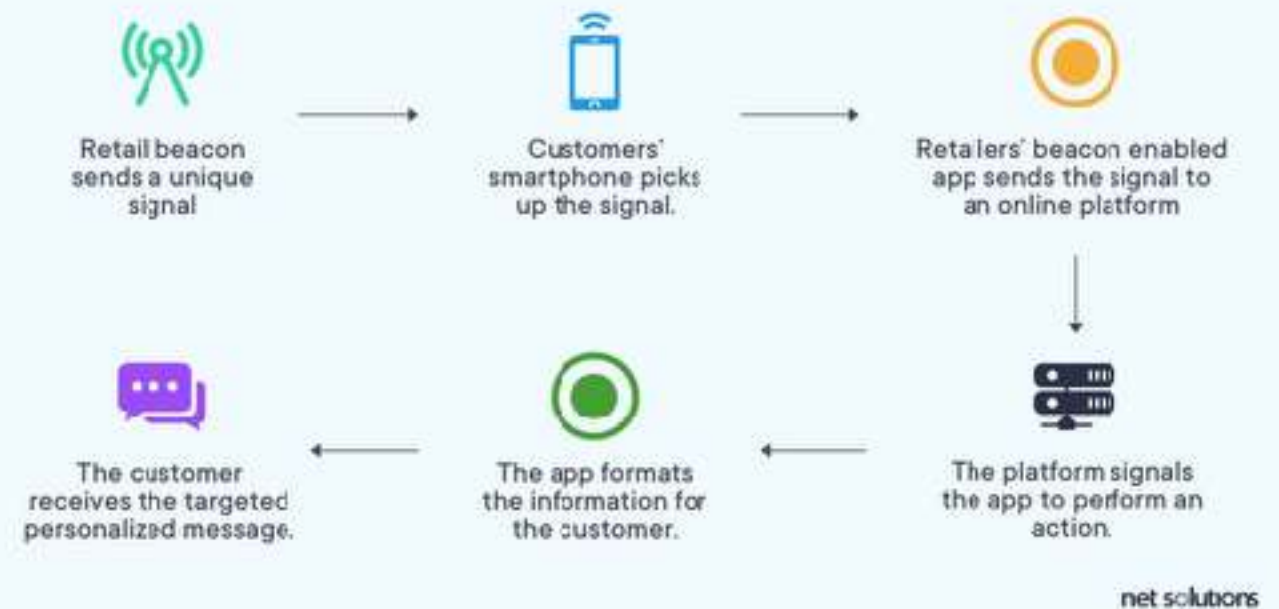 Retail beacon
sends a unique
signal
Customers'
smartphone picks
up the signal.
Retailers' beacon enabled
app sends the signal to
an online platform
The platform signals
the app to perform an
action.
The app formats
the information for
the customer.
The customer
receives the targeted
personalized message.
net solutions